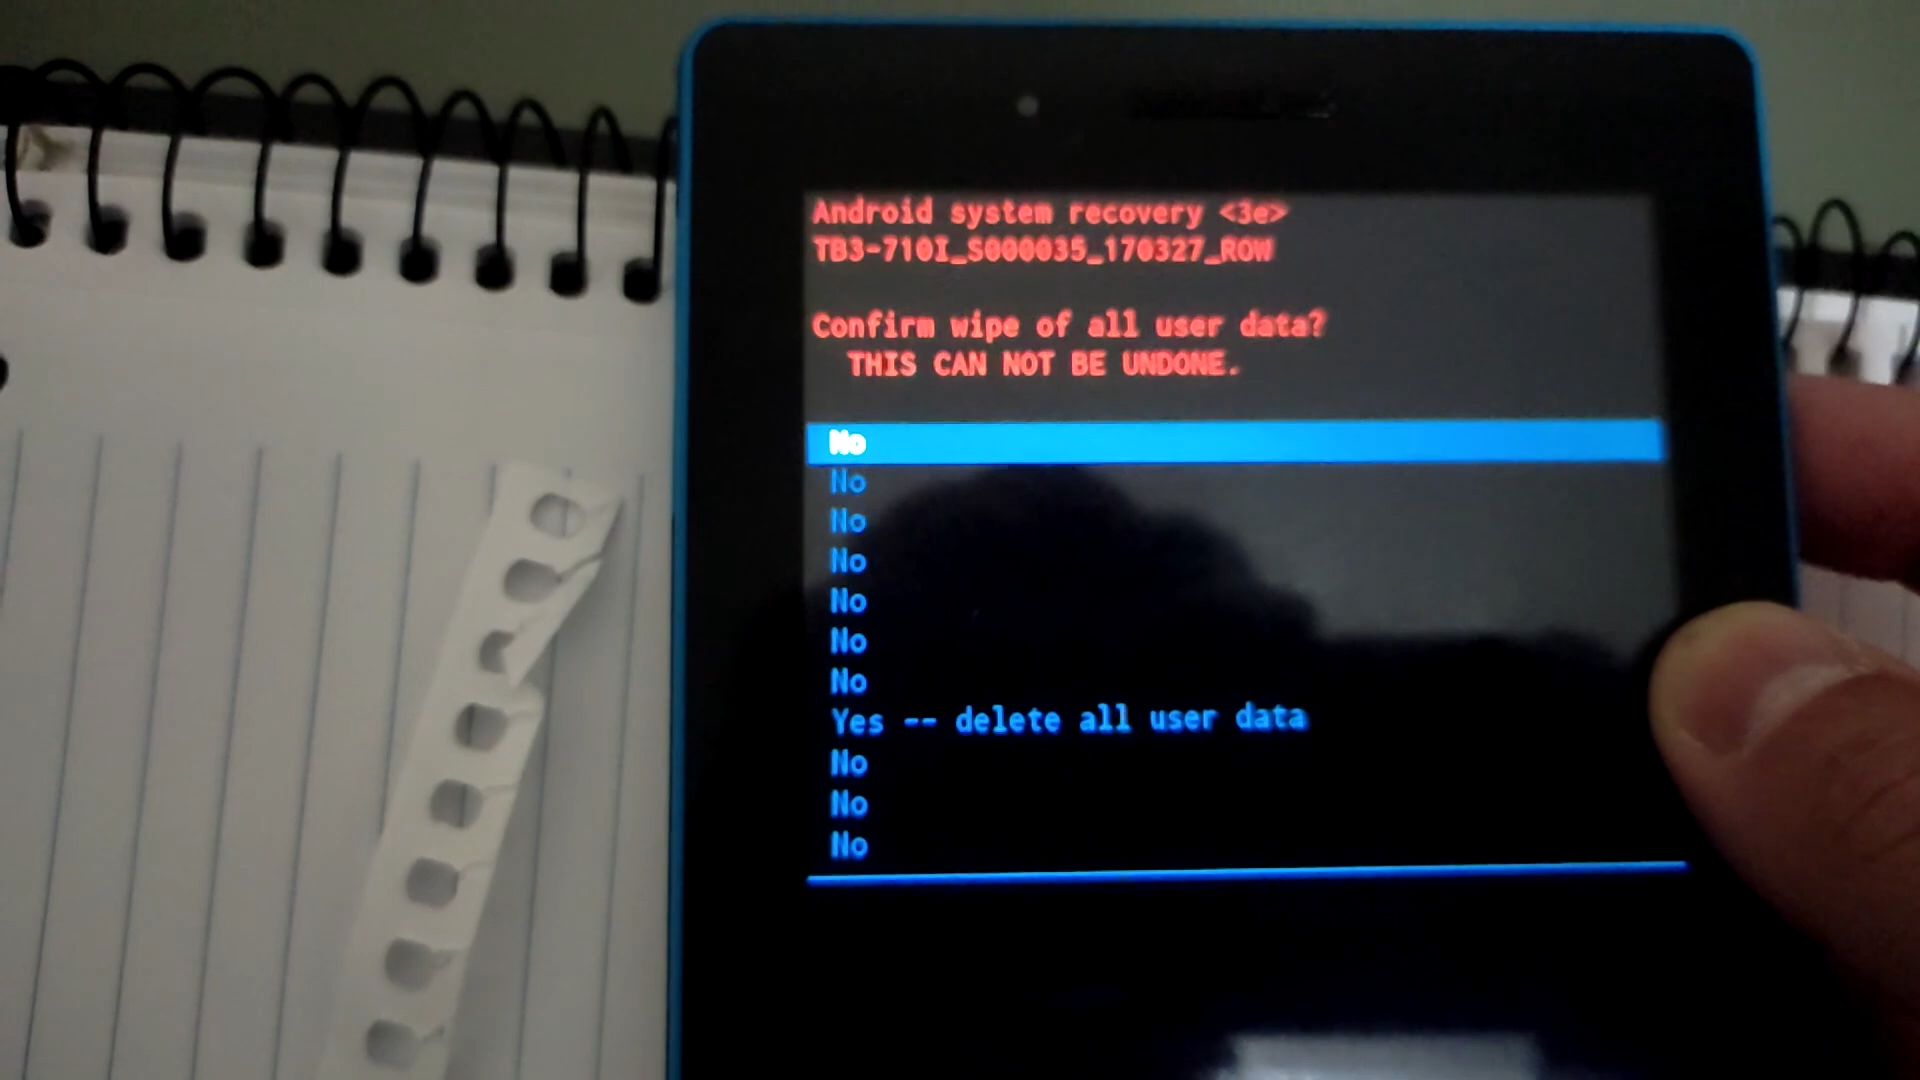 Android system recovery <3e>
TB3-710I_S000035_170327_ROW
Confirm wipe of all user data?
THIS CAN NOT BE UNDONE.
No
No
No
No
No
No
No
Yes -- delete all user data
No
No
No